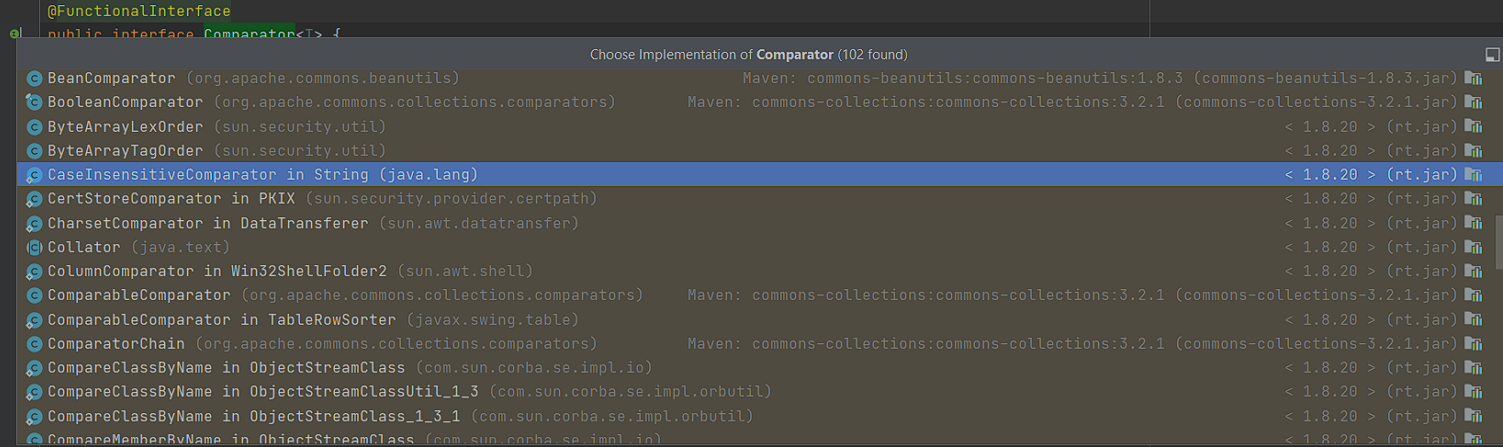 @FunctionalInterface
public interface Comparator<T> {
Choose Implementation of Comparator (102 found)
BeanComparator (org.apache.commons.beanutils) Maven: commons-beanutils:commons-beanutils:1.8.3 (commons-beanutils-1.8.3.jar)
BooleanComparator (org.apache.commons.collections.comparators) Maven: commons-collections:commons-collections:3.2.1 (commons-collections-3.2.1.jar)
ByteArrayLexOrder (sun.security.util) < 1.8.20 > (rt.jar)
ByteArrayTagOrder (sun.security.util) < 1.8.20 > (rt.jar)
CaseInsensitiveComparator in String (java.lang) < 1.8.20 > (rt.jar)
CertStoreComparator in PKIX (sun.security.provider.certpath) < 1.8.20 > (rt.jar)
CharsetComparator in DataTransferer (sun.awt.datatransfer) < 1.8.20 > (rt.jar)
Collator (java.text) < 1.8.20 > (rt.jar)
ColumnComparator in Win32ShellFolder2 (sun.awt.shell) < 1.8.20 > (rt.jar)
ComparableComparator (org.apache.commons.collections.comparators) Maven: commons-collections:commons-collections:3.2.1 (commons-collections-3.2.1.jar)
ComparableComparator in TableRowSorter (javax.swing.table) < 1.8.20 > (rt.jar)
ComparatorChain (org.apache.commons.collections.comparators) Maven: commons-collections:commons-collections:3.2.1 (commons-collections-3.2.1.jar)
CompareClassByName in ObjectStreamClass (com.sun.corba.se.impl.io) < 1.8.20 > (rt.jar)
CompareClassByName in ObjectStreamClassUtil_1_3 (com.sun.corba.se.impl.orbutil) < 1.8.20 > (rt.jar)
CompareClassByName in ObjectStreamClass_1_3_1 (com.sun.corba.se.impl.orbutil) < 1.8.20 > (rt.jar)
CompareMemberByName in ObjectStreamClass (com.sun.corba.se.impl.io) < 1.8.20 > (rt.jar)